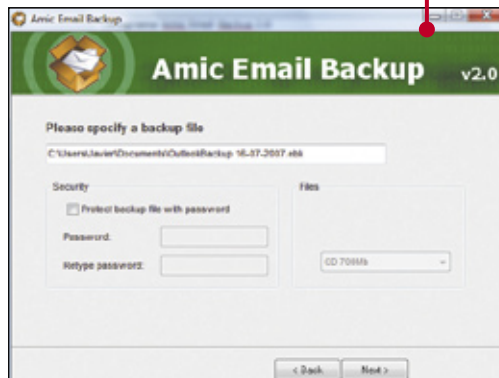 Amic Email Backup
Amic Email Backup v2.0
Please specify a backup file
C:\Users\Javier\Documents\OutlookBackup 16-07-2007.ebk
Security
Files
Protect backup file with password
Password:
Retype password:
CD 700Mb
< Back
Next >